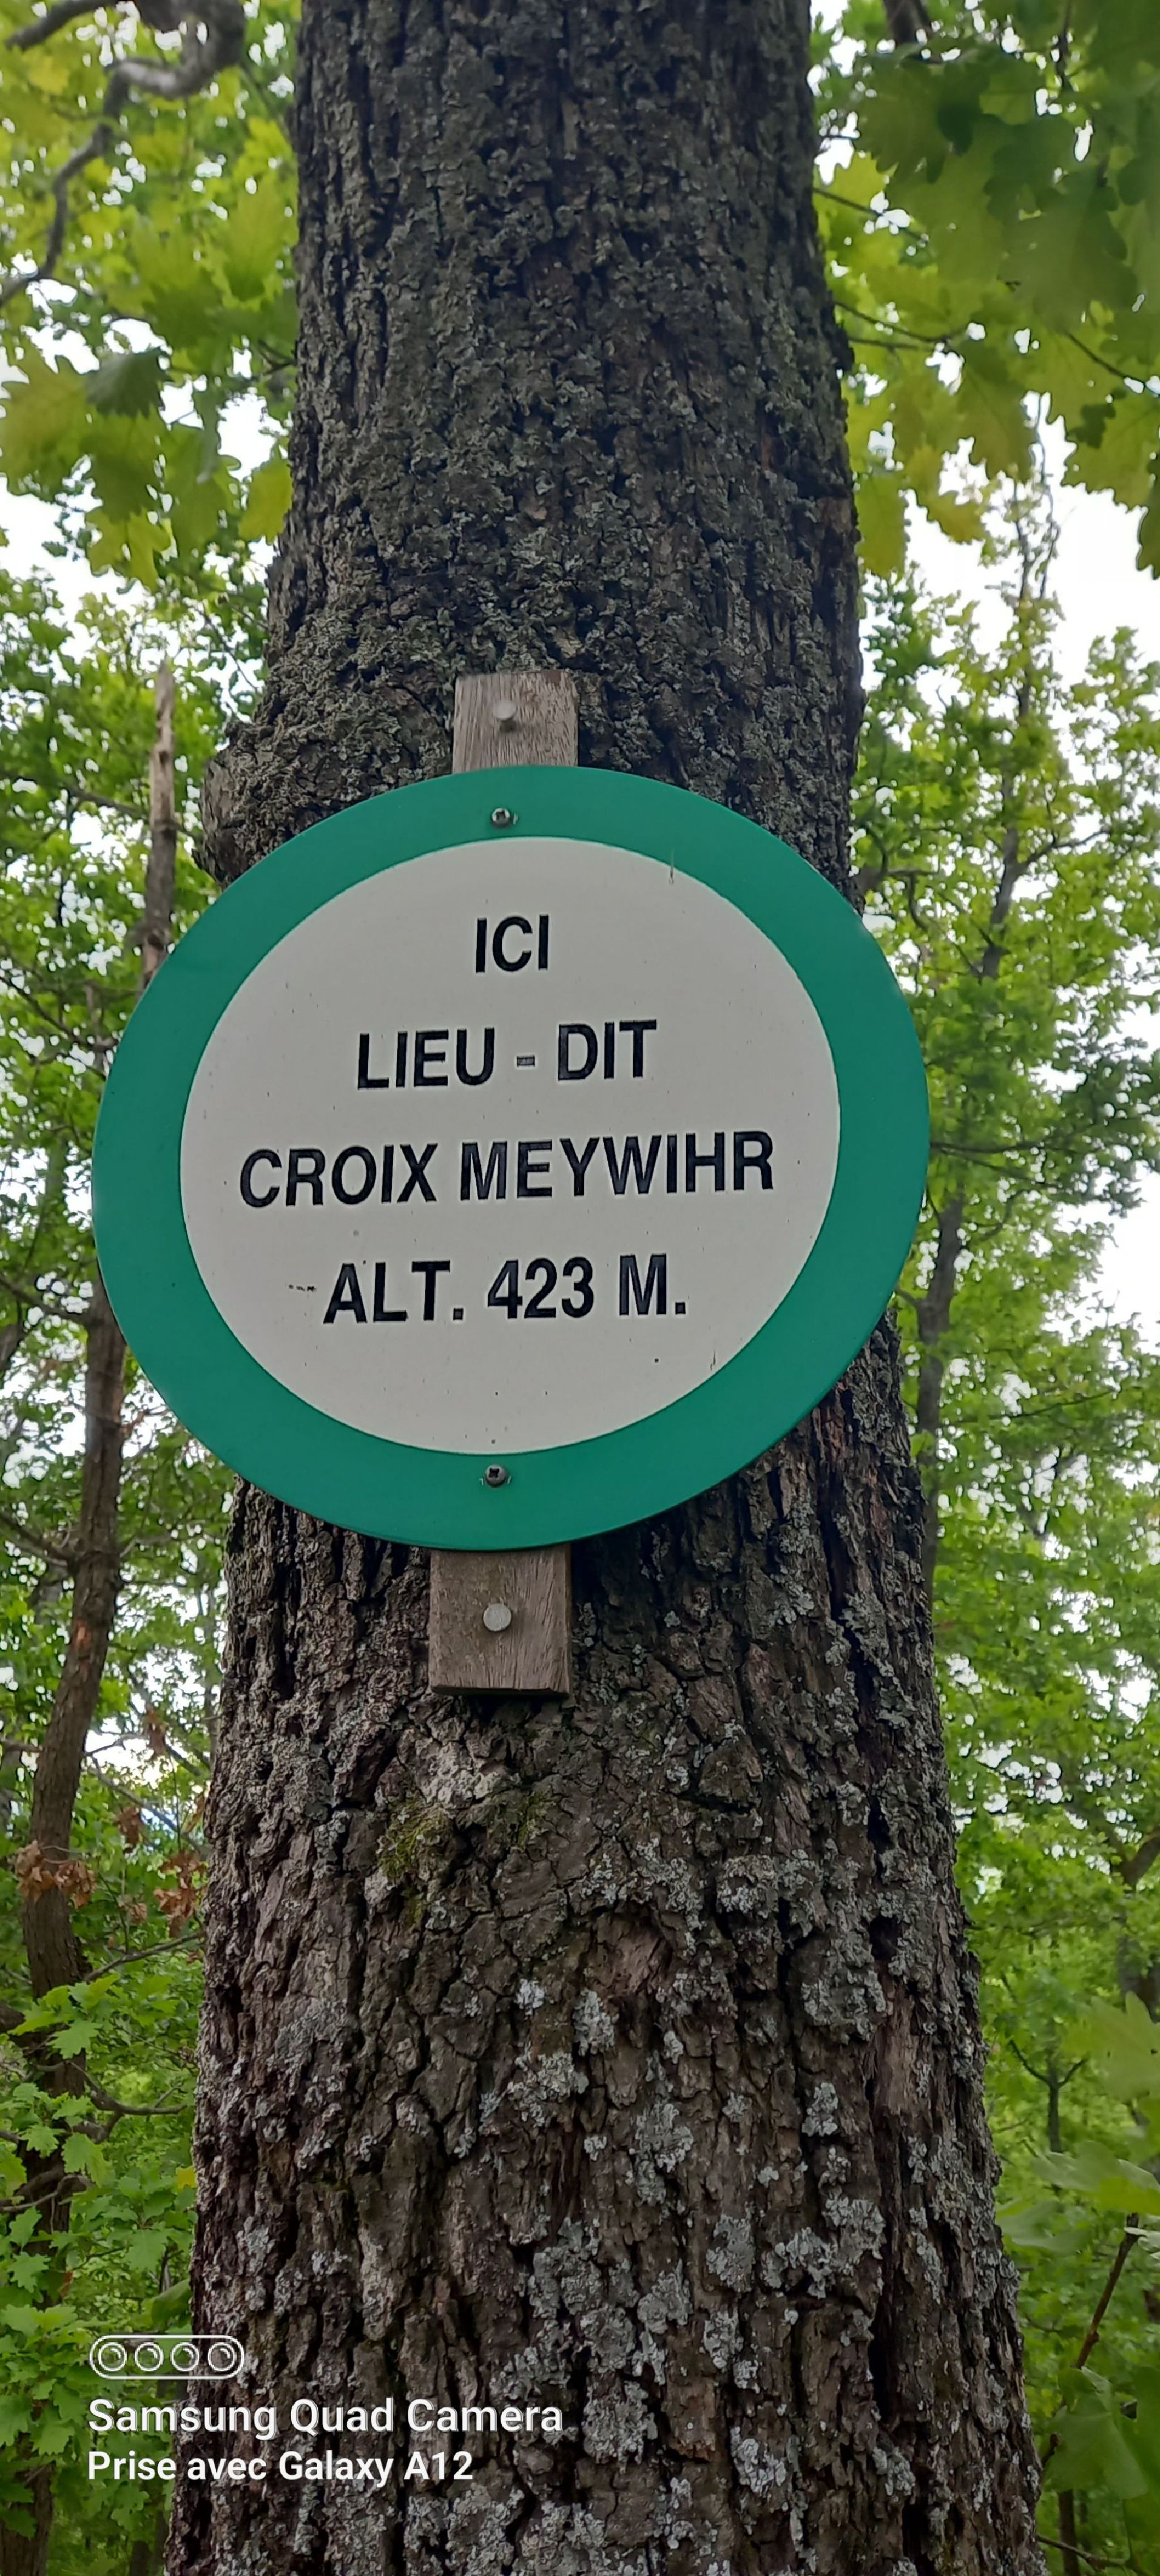 ICI
LIEU - DIT
CROIX MEYWIHR
ALT. 423 M.
Samsung Quad Camera
Prise avec Galaxy A12